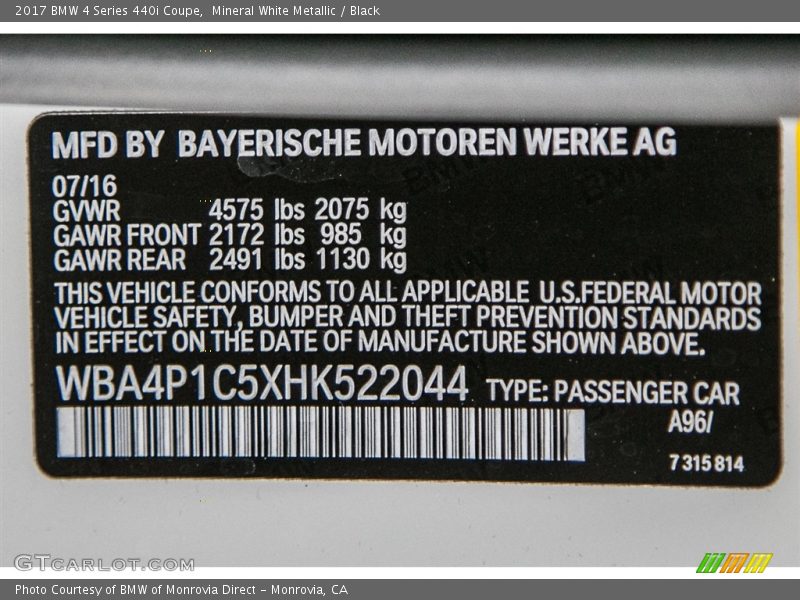 2017 BMW 4 Series 440i Coupe,  Mineral White Metallic / Black
MFD BY BAYERISCHE MOTOREN WERKE AG
07/16
GVWR 4575 lbs 2075 kg
GAWR FRONT 2172 lbs 985 kg
GAWR REAR 2491 lbs 1130 kg
THIS VEHICLE CONFORMS TO ALL APPLICABLE U.S.FEDERAL MOTOR
VEHICLE SAFETY, BUMPER AND THEFT PREVENTION STANDARDS
IN EFFECT ON THE DATE OF MANUFACTURE SHOWN ABOVE.
WBA4P1C5XHK522044 TYPE: PASSENGER CAR
A96/
7 315 814
GTCARLOT.COM
Photo Courtesy of BMW of Monrovia Direct - Monrovia, CA